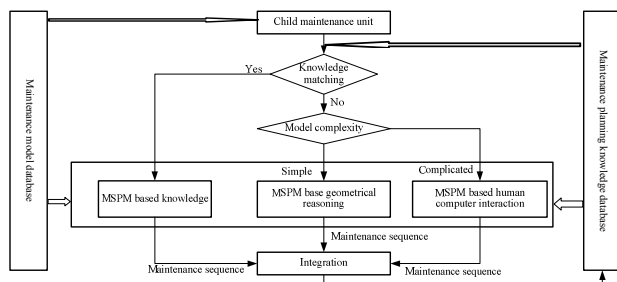 Child maintenance unit
Maintenance model database
Maintenance planning knowledge database
Yes
Knowledge
matching
No
Model complexity
Simple
Complicated
MSPM based knowledge
MSPM base geometrical
reasoning
MSPM based human
computer interaction
Maintenance sequence
Maintenance sequence
Integration
Maintenance sequence